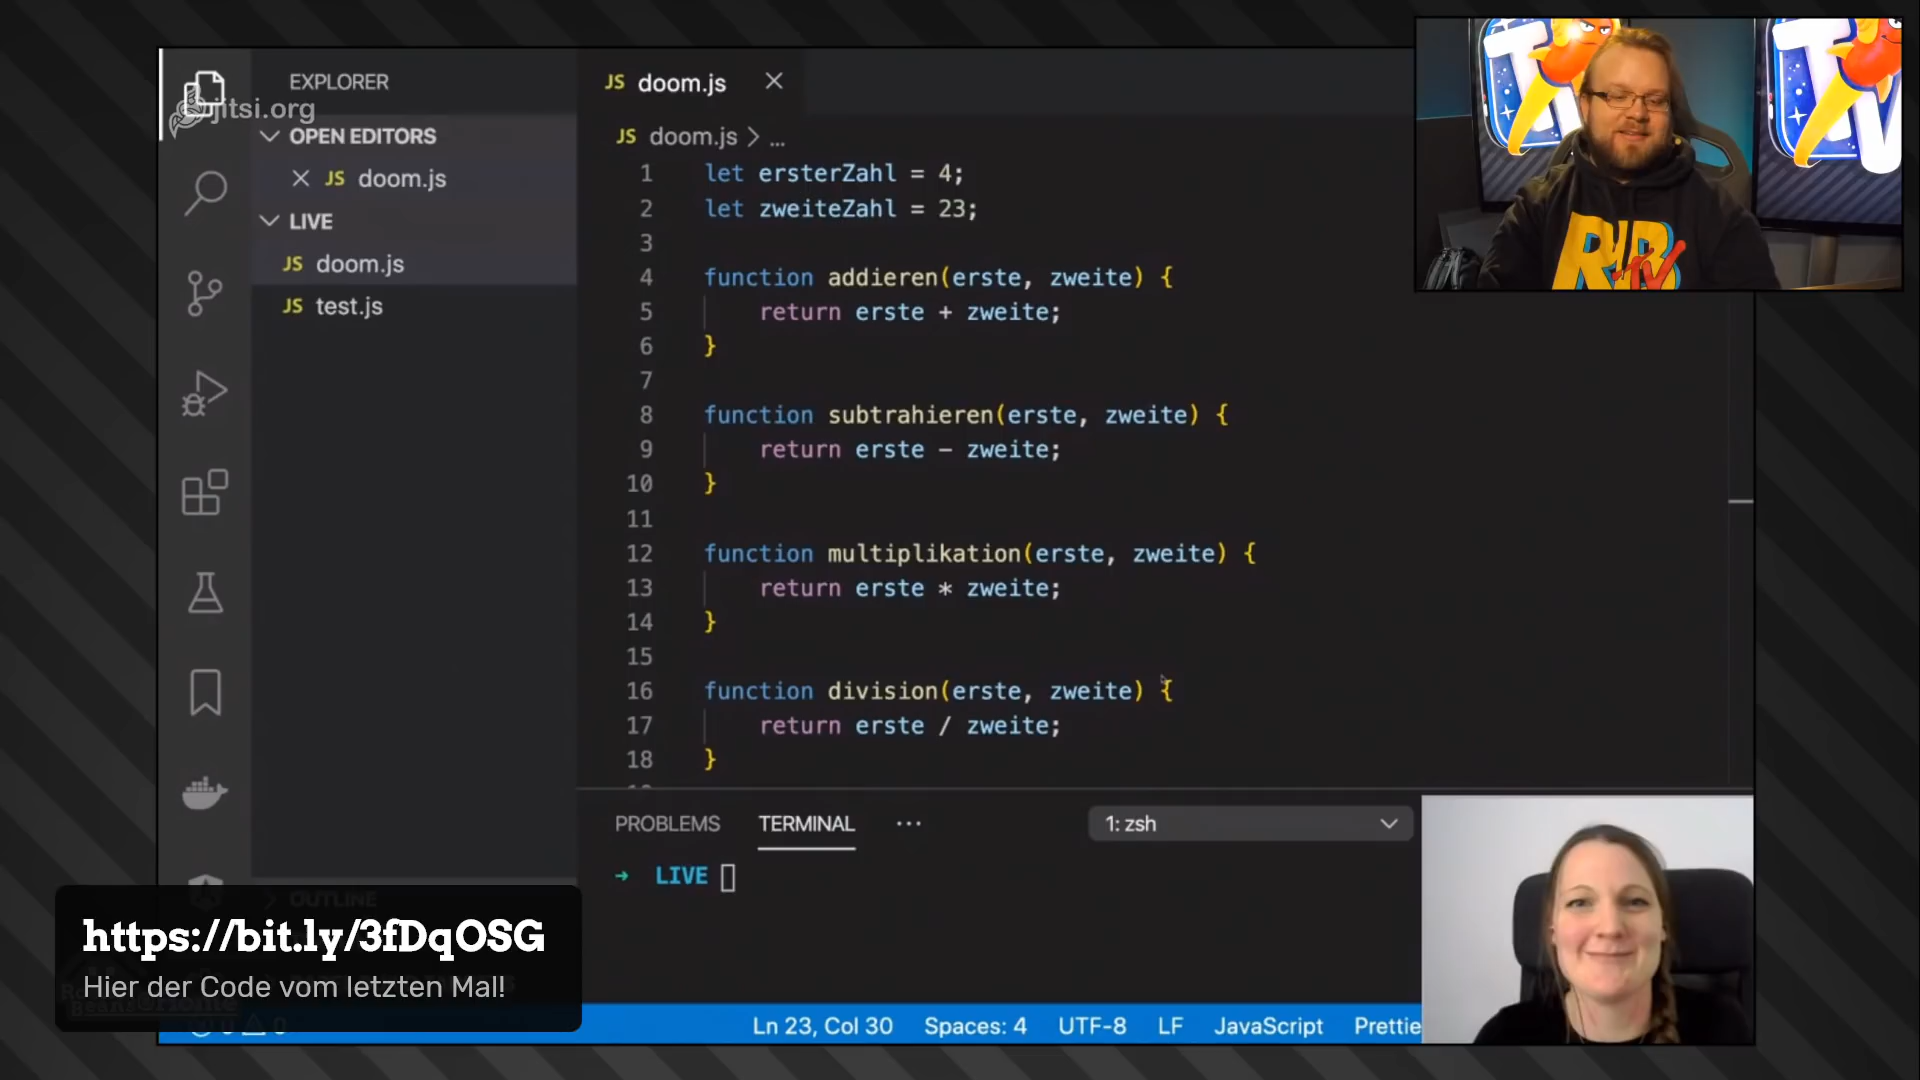 jitsi.org
EXPLORER
OPEN EDITORS
JS doom.js
LIVE
JS doom.js
JS test.js
OUTLINE
JS doom.js
JS doom.js > ...
1 let ersterZahl = 4;
2 let zweiteZahl = 23;
3
4 function addieren(erste, zweite) {
5 return erste + zweite;
6 }
7
8 function subtrahieren(erste, zweite) {
9 return erste - zweite;
10 }
11
12 function multiplikation(erste, zweite) {
13 return erste * zweite;
14 }
15
16 function division(erste, zweite) {
17 return erste / zweite;
18 }
PROBLEMS TERMINAL ... 1: zsh
→ LIVE
Ln 23, Col 30 Spaces: 4 UTF-8 LF JavaScript Prettie
https://bit.ly/3fDqOSG
Hier der Code vom letzten Mal!
TV
RNB
TV